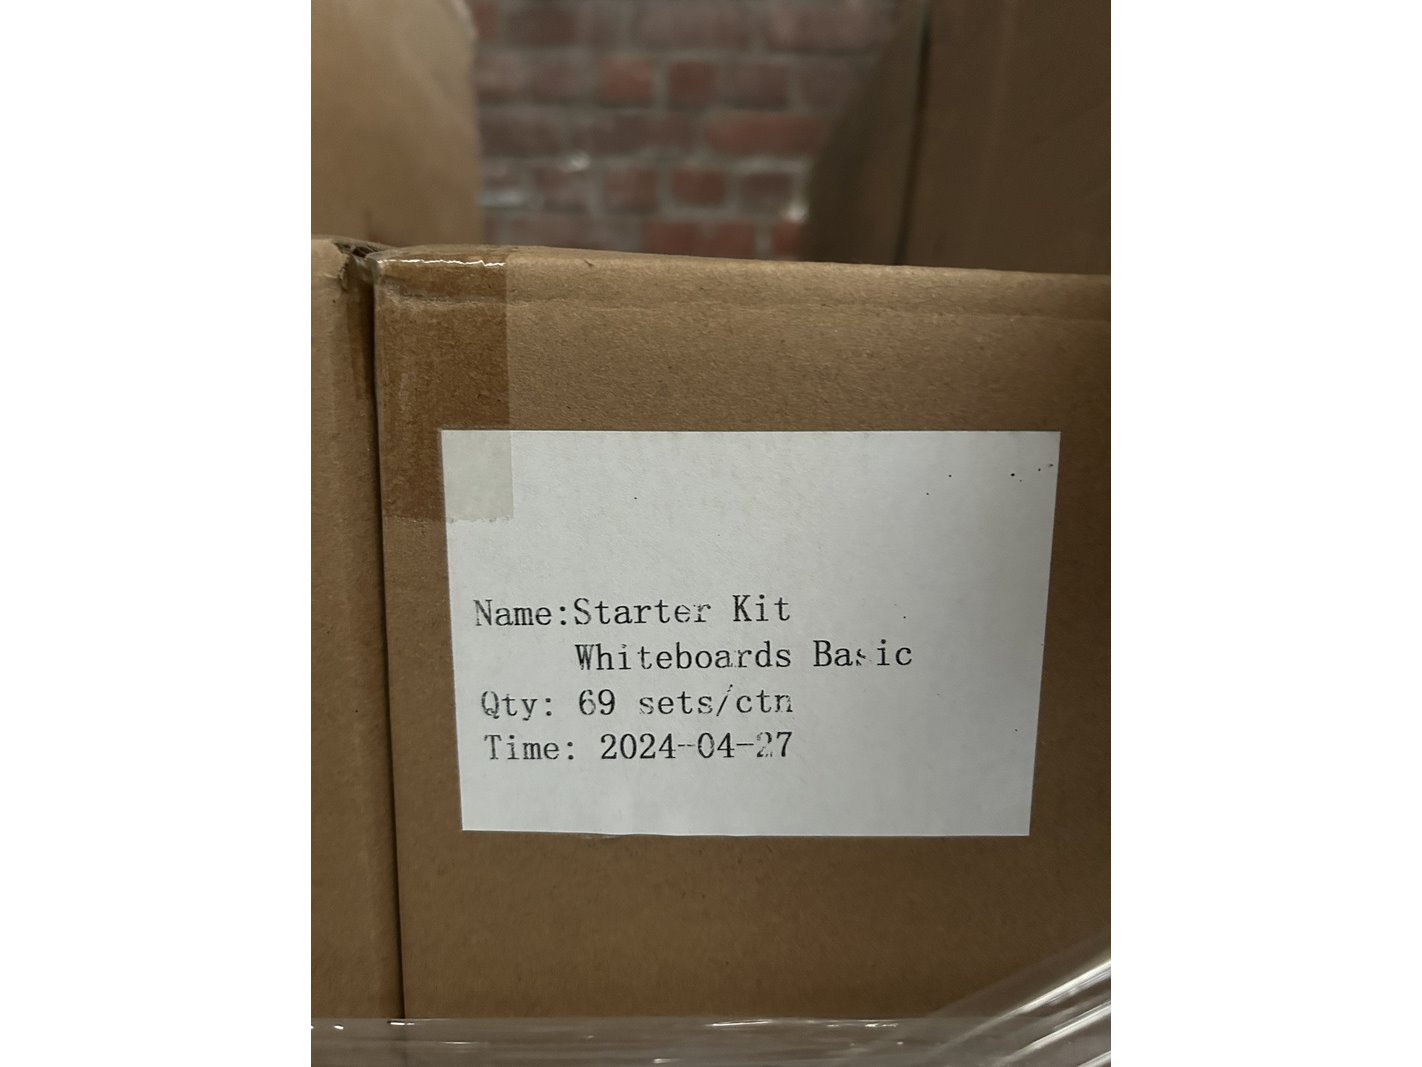 Name:Starter Kit
Whiteboards Basic
Qty: 69 sets/ctn
Time: 2024-04-27